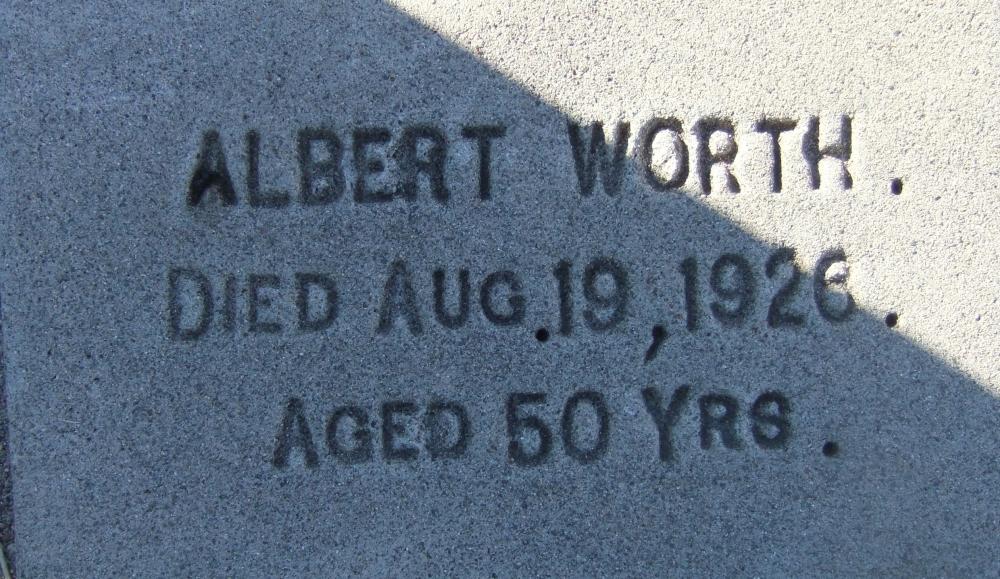 ALBERT WORTH.
DIED AUG.19,1926.
AGED 50 YRS.